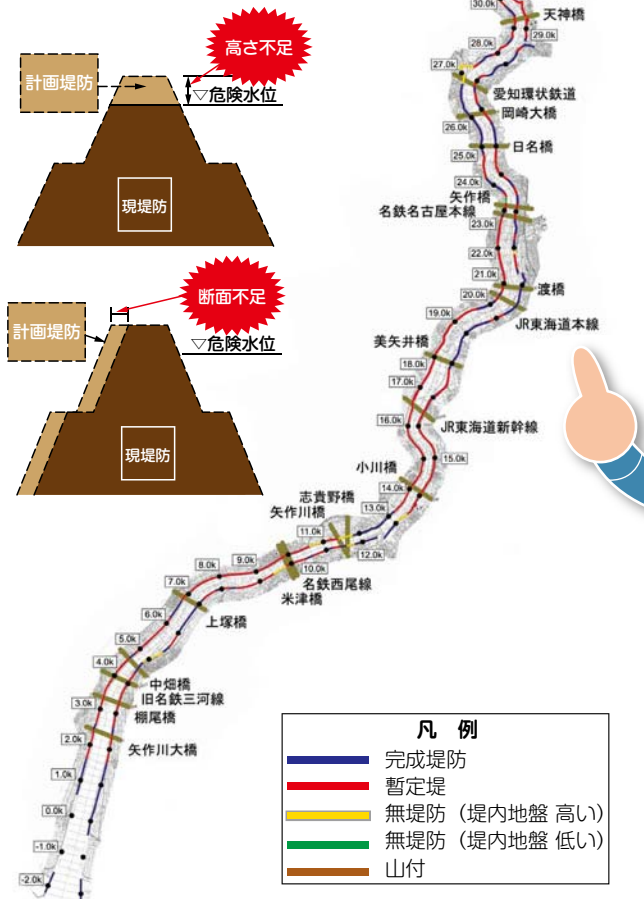 高さ不足
計画堤防
▽危険水位
現堤防
断面不足
計画堤防
▽危険水位
現堤防
30.0k
天神橋
29.0k
28.0k
27.0k
愛知環状鉄道
岡崎大橋
26.0k
日名橋
25.0k
24.0k
矢作橋
名鉄名古屋本線
23.0k
22.0k
21.0k
渡橋
20.0k
JR東海道本線
19.0k
美矢井橋
18.0k
17.0k
JR東海道新幹線
16.0k
15.0k
小川橋
14.0k
志貴野橋
13.0k
矢作川橋
11.0k
12.0k
9.0k
10.0k
名鉄西尾線
8.0k
米津橋
7.0k
上塚橋
6.0k
5.0k
4.0k
中畑橋
旧名鉄三河線
3.0k
棚尾橋
2.0k
矢作川大橋
1.0k
0.0k
-1.0k
-2.0k
凡 例
完成堤防
暫定堤
無堤防（堤内地盤 高い）
無堤防（堤内地盤 低い）
山付